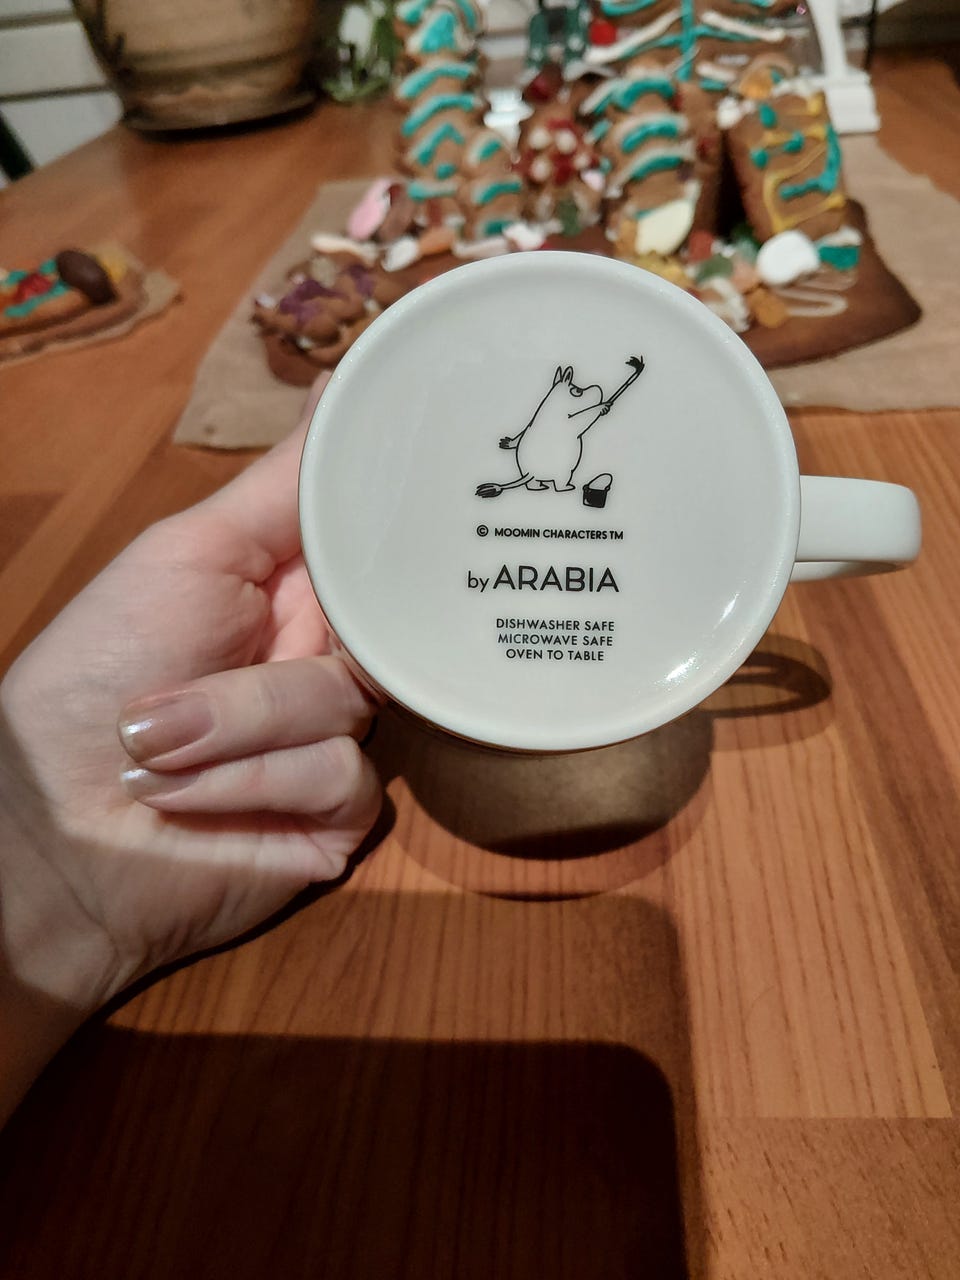 © MOOMIN CHARACTERS TM
by ARABIA
DISHWASHER SAFE
MICROWAVE SAFE
OVEN TO TABLE